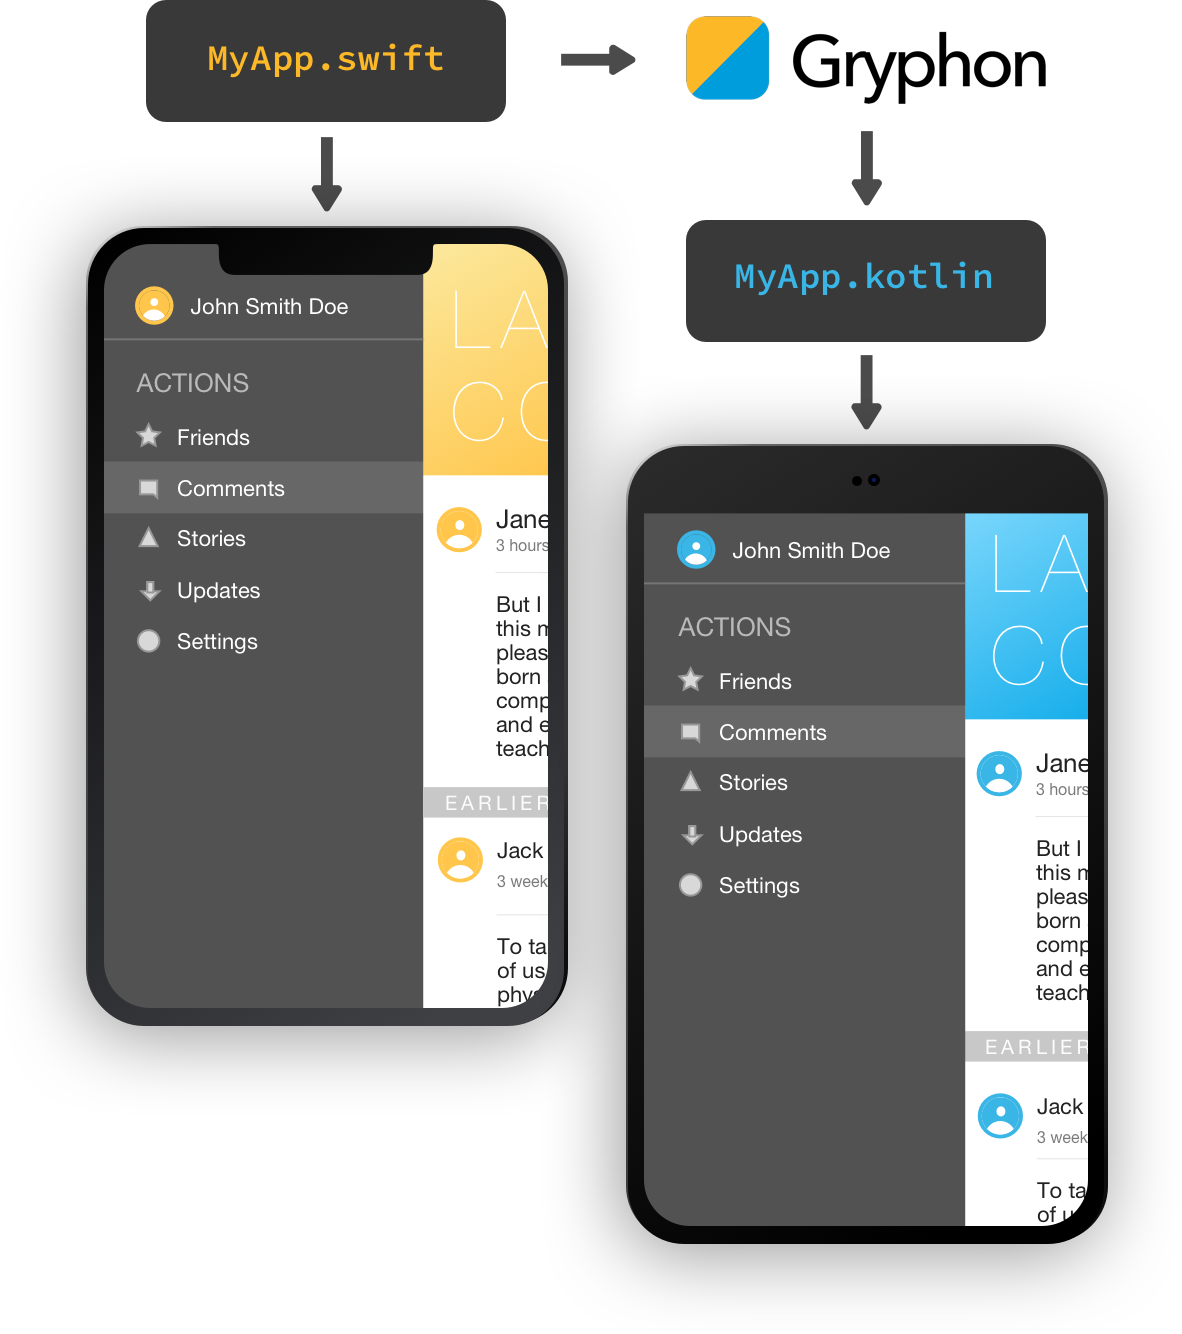 MyApp.swift
Gryphon
MyApp.kotlin
John Smith Doe
ACTIONS
Friends
Comments
Stories
Updates
Settings
LA
CO
Jane
3 hours
But I
this m
pleas
born
comp
and e
teach
EARLIER
Jack
3 week
To ta
of us
phys
John Smith Doe
ACTIONS
Friends
Comments
Stories
Updates
Settings
LA
CO
Jane
3 hours
But I
this m
pleas
born
comp
and e
teach
EARLIER
Jack
3 week
To ta
of u